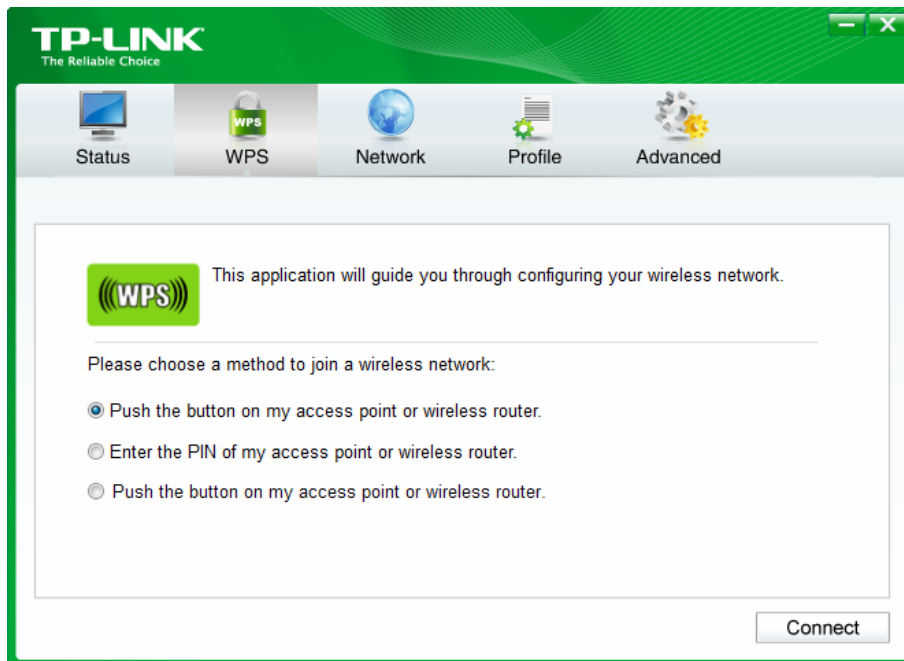 TP-LINK
The Reliable Choice
Status WPS Network Profile Advanced
WPS
This application will guide you through configuring your wireless network.
(((WPS)))
Please choose a method to join a wireless network:
Push the button on my access point or wireless router.
Enter the PIN of my access point or wireless router.
Push the button on my access point or wireless router.
Connect